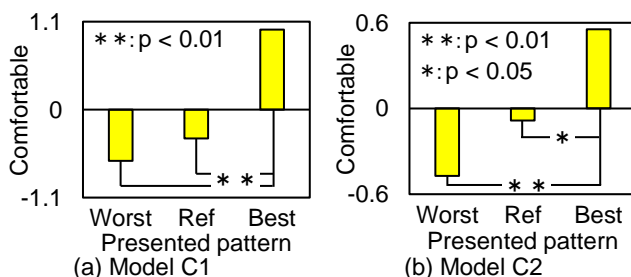 1.1
0
-1.1
Comfortable
**: p < 0.01
**
Worst Ref Best
Presented pattern
(a) Model C1
0.6
0
-0.6
Comfortable
**: p < 0.01
*: p < 0.05
*
**
Worst Ref Best
Presented pattern
(b) Model C2